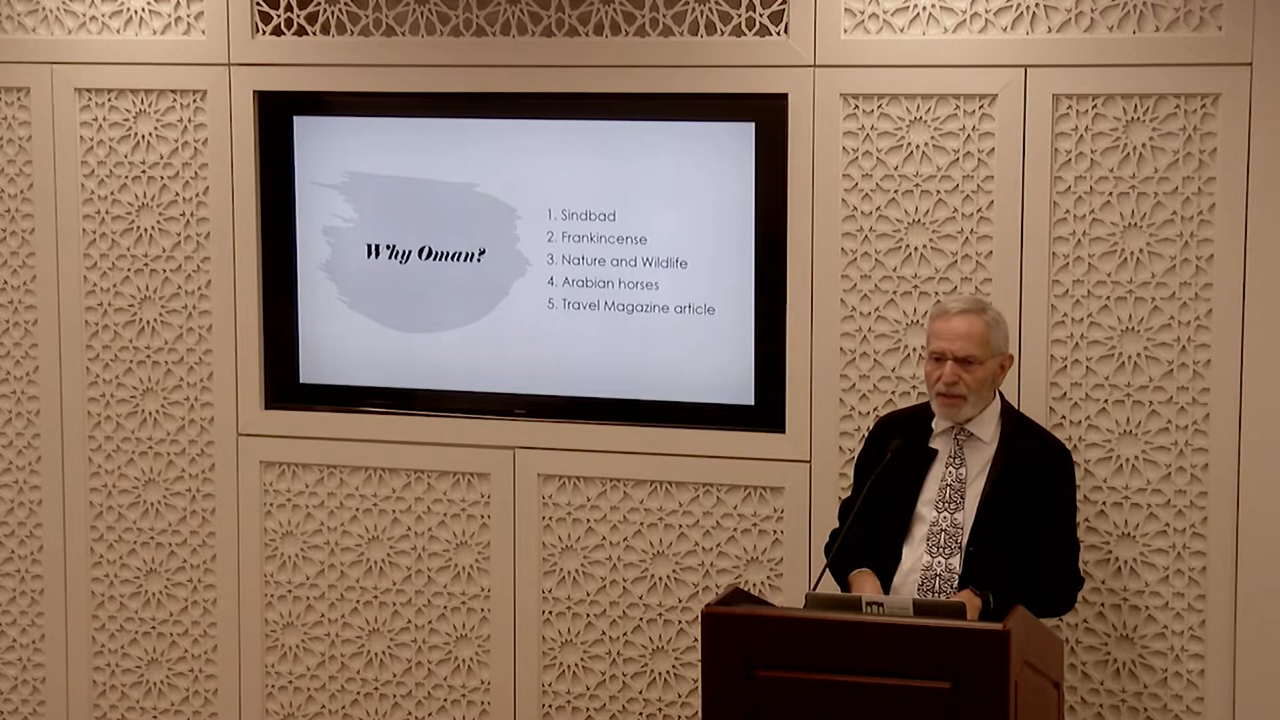 Why Oman?
1. Sindbad
2. Frankincense
3. Nature and Wildlife
4. Arabian horses
5. Travel Magazine article